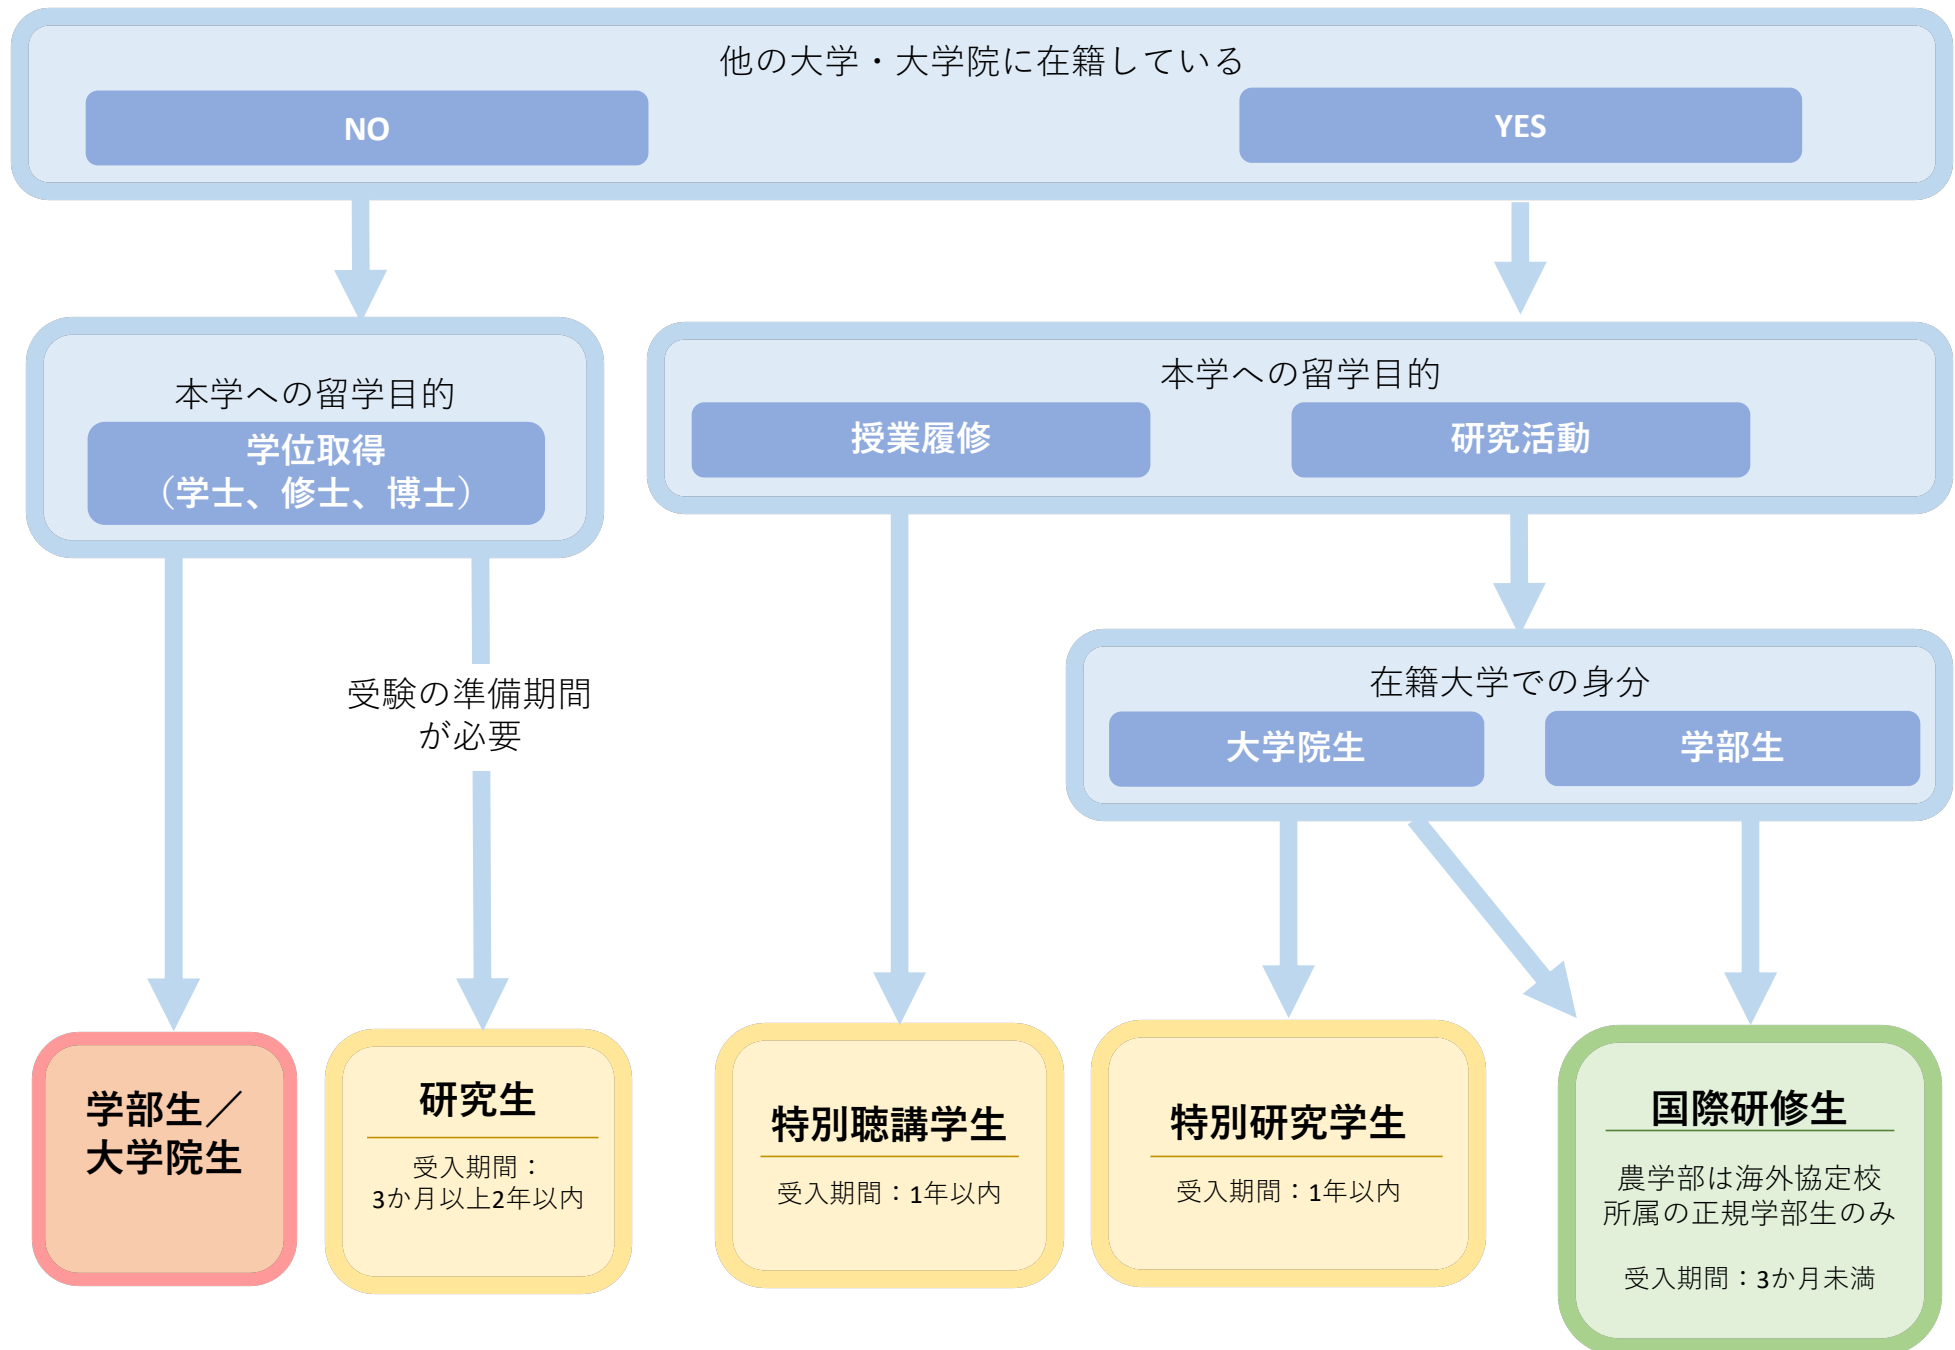 他の大学・大学院に在籍している
NO
YES
本学への留学目的
学位取得
（学士、修士、博士）
本学への留学目的
授業履修
研究活動
受験の準備期間
が必要
在籍大学での身分
大学院生
学部生
学部生／
大学院生
研究生
受入期間：
3か月以上2年以内
特別聴講学生
受入期間：1年以内
特別研究学生
受入期間：1年以内
国際研修生
農学部は海外協定校
所属の正規学部生のみ
受入期間：3か月未満